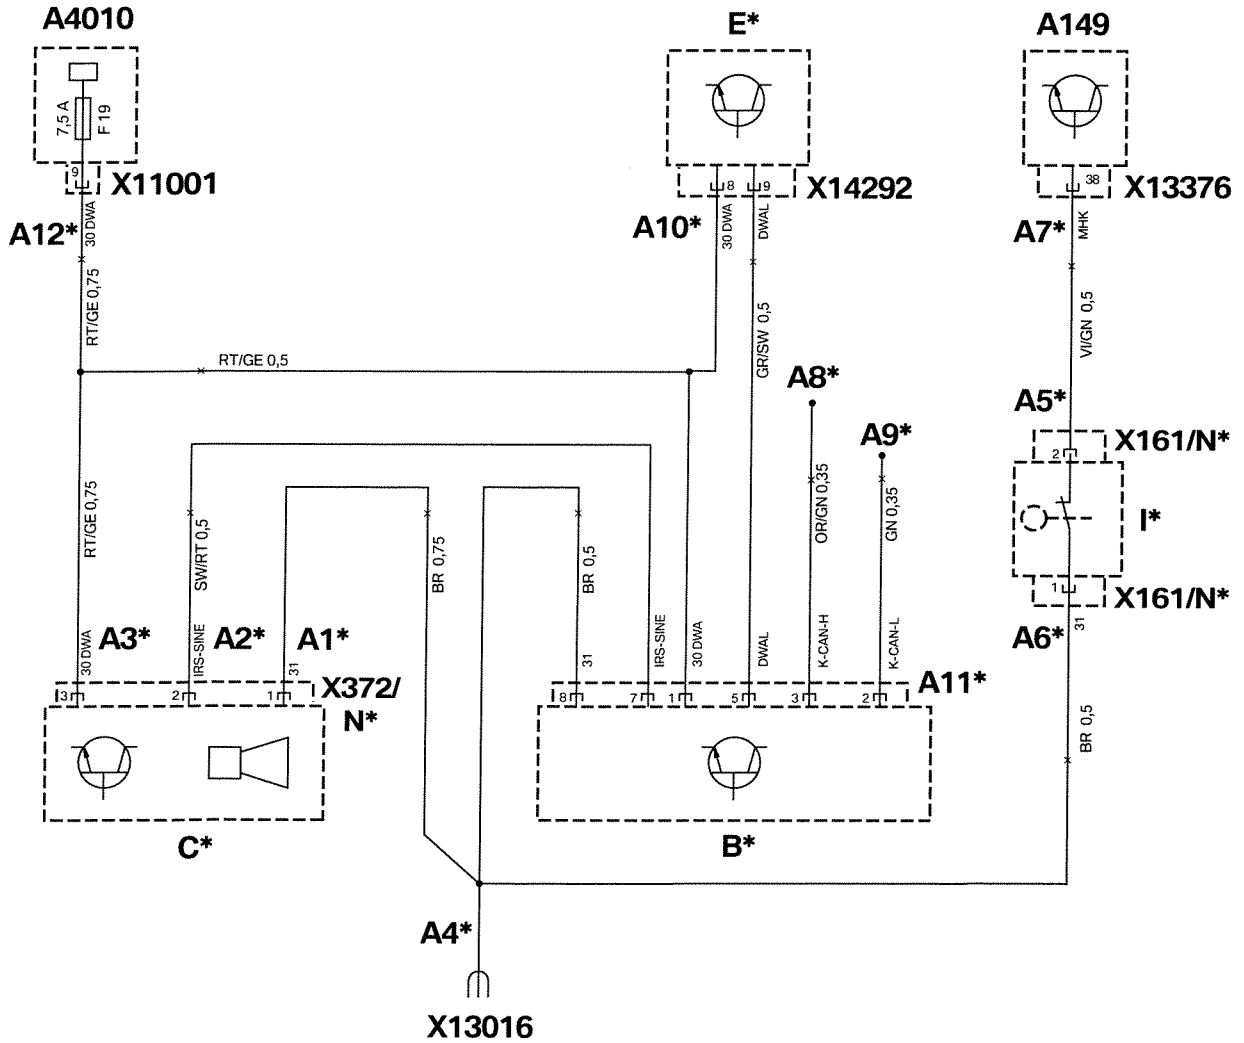 A4010
E*
A149
7,5 A
F 19
9
X11001
8
9
X14292
38
X13376
A12*
30 DWA
A10*
30 DWA
DWAL
A7*
MHK
RT/GE 0,75
GR/SW 0,5
VI/GN 0,5
RT/GE 0,5
A8*
A5*
A9*
2
X161/N*
RT/GE 0,75
SW/RT 0,5
BR 0,75
BR 0,5
OR/GN 0,35
GN 0,35
I*
1
X161/N*
31
A6*
30 DWA
A3*
IRS-SINE
A2*
31
A1*
31
IRS-SINE
30 DWA
DWAL
K-CAN-H
K-CAN-L
3
2
1
X372/
N*
8
7
1
5
3
2
A11*
BR 0,5
C*
B*
A4*
X13016